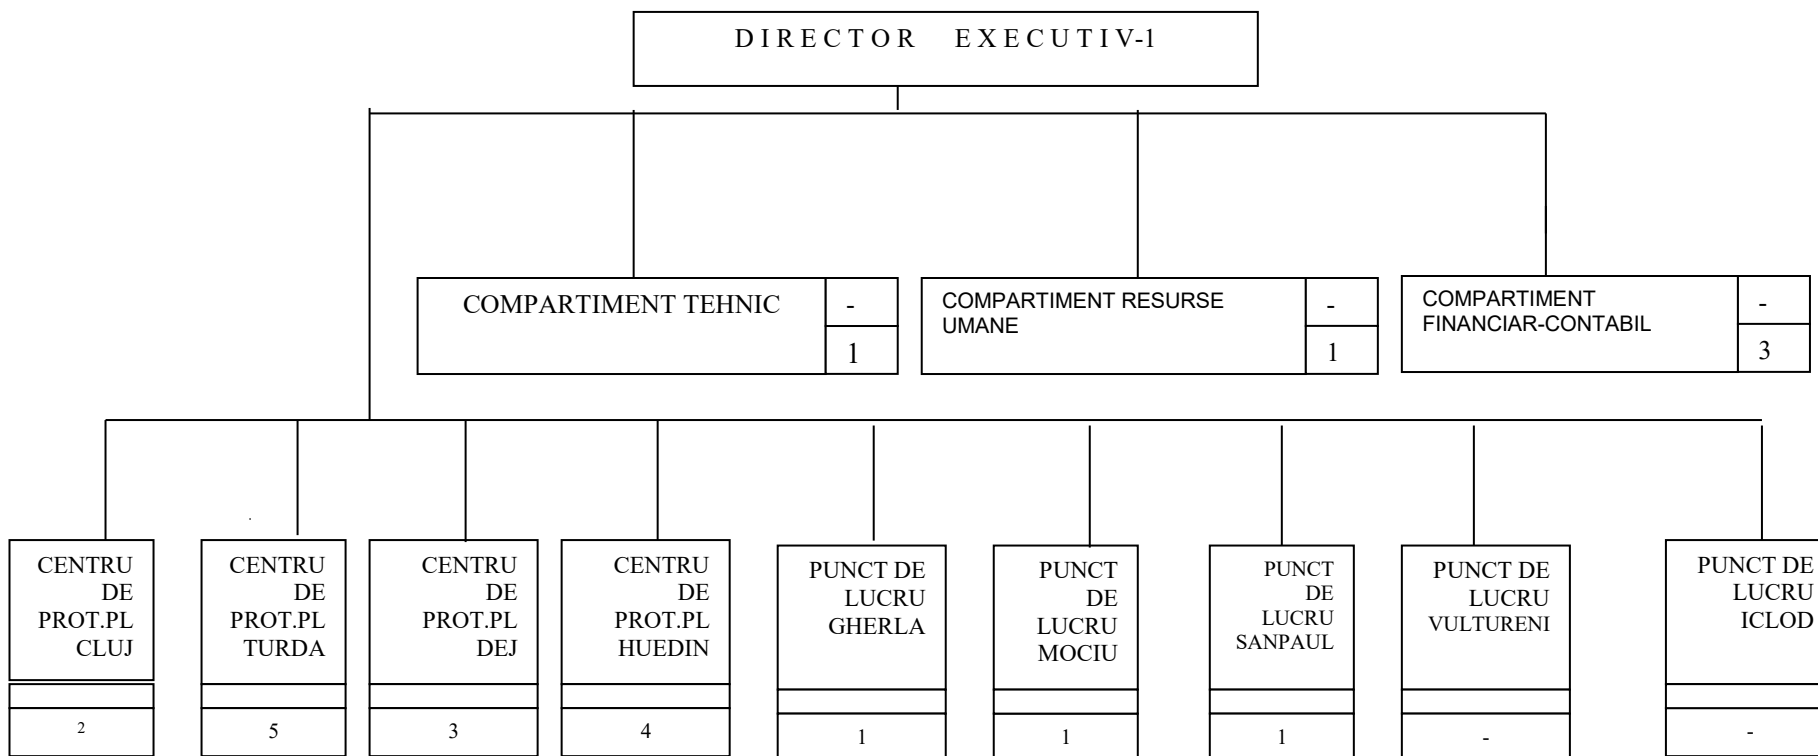 D I R E C T O R E X E C U T I V-1
COMPARTIMENT TEHNIC
-
1
COMPARTIMENT RESURSE
UMANE
-
1
COMPARTIMENT
FINANCIAR-CONTABIL
-
3
CENTRU
DE
PROT.PL
CLUJ
2
CENTRU
DE
PROT.PL
TURDA
5
CENTRU
DE
PROT.PL
DEJ
3
CENTRU
DE
PROT.PL
HUEDIN
4
PUNCT DE
LUCRU
GHERLA
1
PUNCT
DE
LUCRU
MOCIU
1
PUNCT
DE
LUCRU
SANPAUL
1
PUNCT DE
LUCRU
VULTURENI
-
PUNCT DE
LUCRU
ICLOD
-